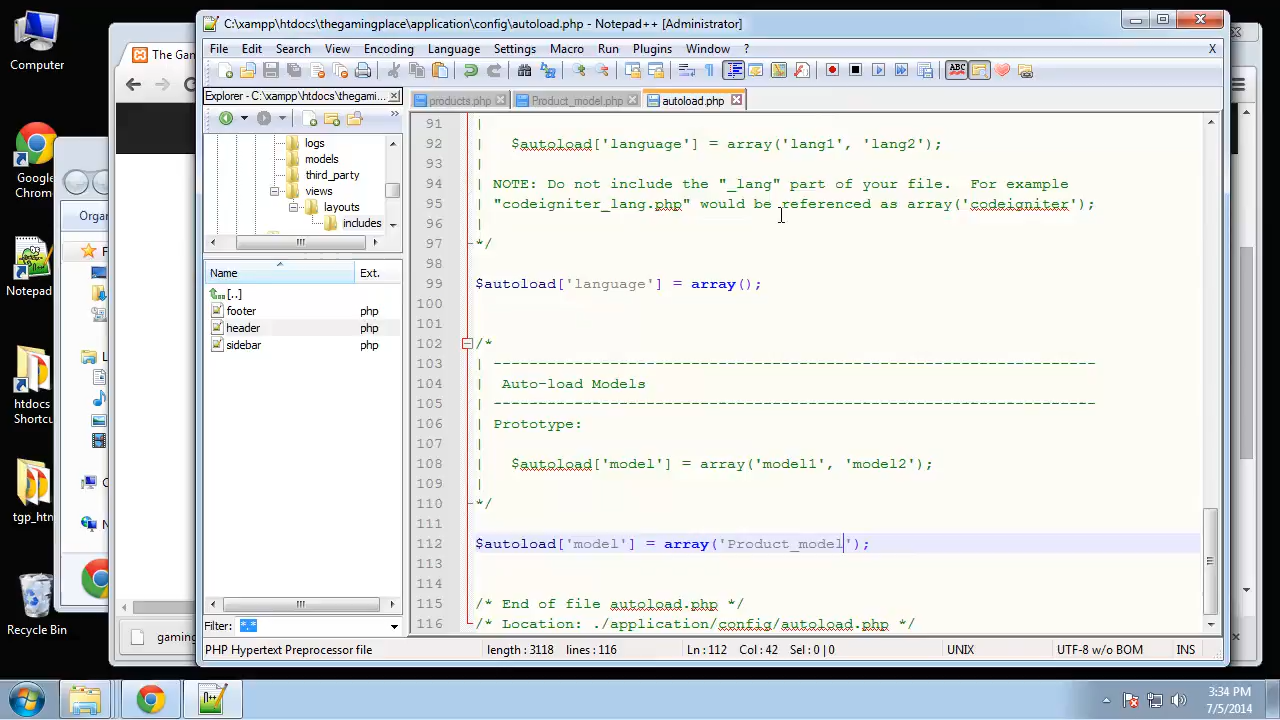 C:\xampp\htdocs\thegamingplace\application\config\autoload.php - Notepad++ [Administrator]
File Edit Search View Encoding Language Settings Macro Run Plugins Window ? X
Computer
The Gam
Explorer - C:\xampp\htdocs\thegami...
products.php Product_model.php autoload.php
logs
models
third_party
views
layouts
includes
Name Ext.
[..]
footer php
header php
sidebar php
Filter: *.*
91 |
92 | $autoload['language'] = array('lang1', 'lang2');
93 |
94 | NOTE: Do not include the "_lang" part of your file.  For example
95 | "codeigniter_lang.php" would be referenced as array('codeigniter');
96 |
97 */
98
99 $autoload['language'] = array();
100
101
102 /*
103 | -------------------------------------------------------------------
104 |  Auto-load Models
105 | -------------------------------------------------------------------
106 | Prototype:
107 |
108 | $autoload['model'] = array('model1', 'model2');
109 |
110 */
111
112 $autoload['model'] = array('Product_model');
113
114
115 /* End of file autoload.php */
116 /* Location: ./application/config/autoload.php */
PHP Hypertext Preprocessor file length : 3118 lines : 116 Ln : 112 Col : 42 Sel : 0 | 0 UNIX UTF-8 w/o BOM INS
Google
Chrome
Notepad
htdocs
Shortcu
tgp_htn
Recycle Bin
Organ
gaming
3:34 PM
7/5/2014